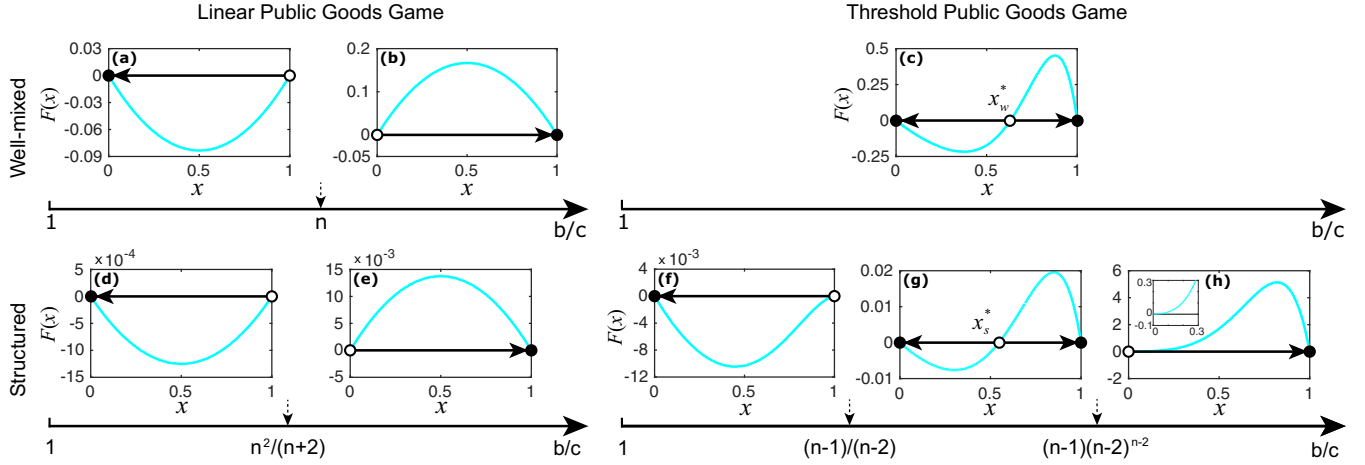 Linear Public Goods Game
Threshold Public Goods Game
Well-mixed
F(x)
0.03
0
-0.03
-0.06
-0.09
(a)
0 0.5 1
x
0.2
0.1
0
-0.05
(b)
0 0.5 1
x
F(x)
0.5
0.25
0
-0.25
(c)
x*w
0 0.5 1
x
1 n b/c
1 b/c
Structured
F(x)
× 10-4
5
0
-5
-10
-15
(d)
0 0.5 1
x
× 10-3
15
10
5
0
-5
(e)
0 0.5 1
x
F(x)
× 10-3
4
0
-4
-8
-12
(f)
0 0.5 1
x
0.02
0.01
0
-0.01
(g)
x*s
0 0.5 1
x
6
4
2
0
-2
(h)
0.3
0
-0.1
0 0.3
0 0.5 1
x
1 n²/(n+2) b/c
1 (n-1)/(n-2) (n-1)(n-2)n-2 b/c